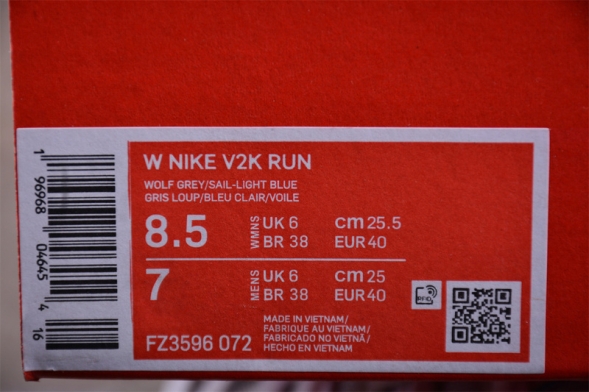 W NIKE V2K RUN
WOLF GREY/SAIL-LIGHT BLUE
GRIS LOUP/BLEU CLAIR/VOILE
8.5 WMNS UK 6 cm 25.5
BR 38 EUR 40
7 MENS UK 6 cm 25
BR 38 EUR 40
RFID
MADE IN VIETNAM/
FABRIQUE AU VIETNAM/
FABRICADO NO VIETNÃ/
HECHO EN VIETNAM
FZ3596 072
1 96968 04645 4 16